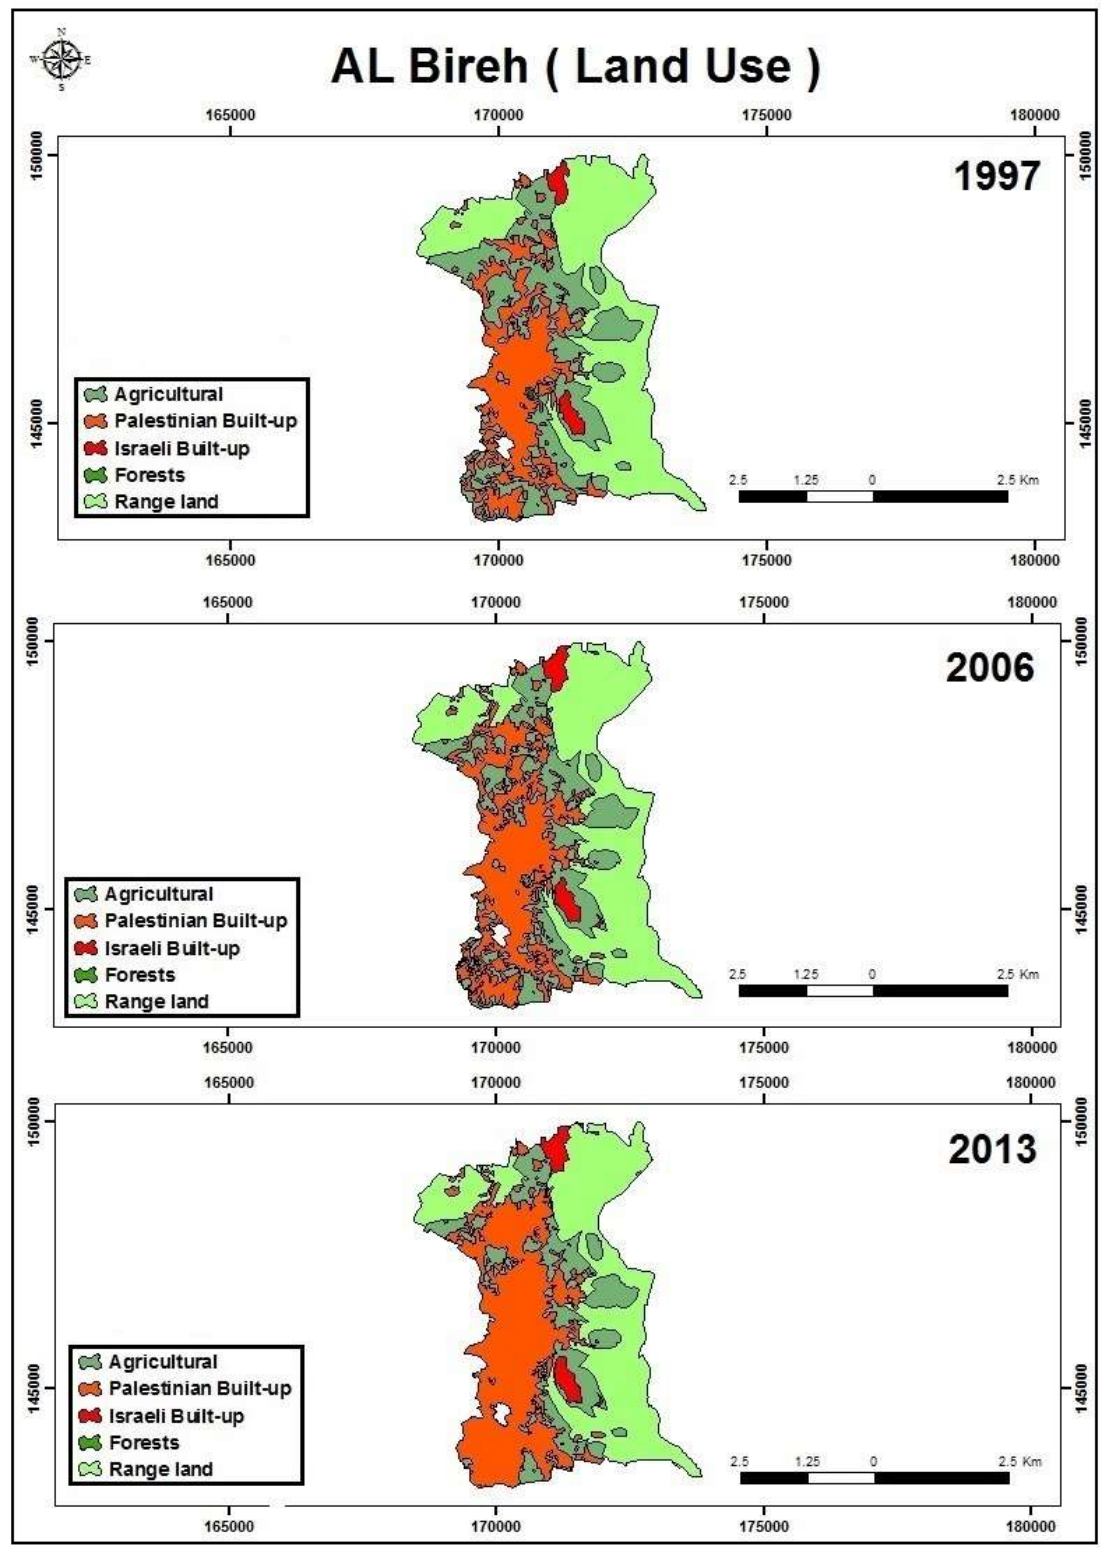 N
W E
S
AL Bireh ( Land Use )
165000 170000 175000 180000
150000 150000
1997
145000 145000
Agricultural
Palestinian Built-up
Israeli Built-up
Forests
Range land
2.5 1.25 0 2.5 Km
165000 170000 175000 180000
165000 170000 175000 180000
150000 150000
2006
145000 145000
Agricultural
Palestinian Built-up
Israeli Built-up
Forests
Range land
2.5 1.25 0 2.5 Km
165000 170000 175000 180000
165000 170000 175000 180000
150000 150000
2013
145000 145000
Agricultural
Palestinian Built-up
Israeli Built-up
Forests
Range land
2.5 1.25 0 2.5 Km
165000 170000 175000 180000